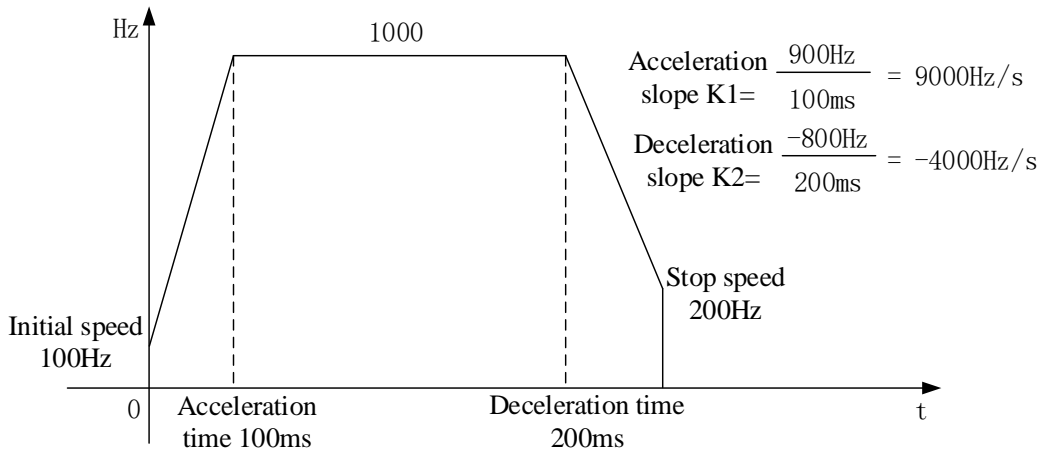 Hz
1000
Acceleration
slope K1=
900Hz
100ms
= 9000Hz/s
Deceleration
slope K2=
-800Hz
200ms
= -4000Hz/s
Stop speed
200Hz
Initial speed
100Hz
0
Acceleration
time 100ms
Deceleration time
200ms
t